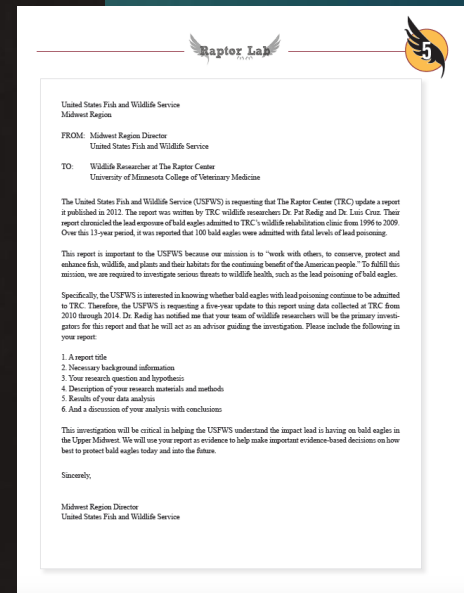 Raptor Lab
5
United States Fish and Wildlife Service
Midwest Region
FROM: Midwest Region Director
United States Fish and Wildlife Service
TO: Wildlife Researcher at The Raptor Center
University of Minnesota College of Veterinary Medicine
The United States Fish and Wildlife Service (USFWS) is requesting that The Raptor Center (TRC) update a report
it published in 2012. The report was written by TRC wildlife researchers Dr. Pat Redig and Dr. Luis Cruz. Their
report chronicled the lead exposure of bald eagles admitted to TRC's wildlife rehabilitation clinic from 1996 to 2009.
Over this 13-year period, it was reported that 100 bald eagles were admitted with fatal levels of lead poisoning.
This report is important to the USFWS because our mission is to "work with others, to conserve, protect and
enhance fish, wildlife, and plants and their habitats for the continuing benefit of the American people." To fulfill this
mission, we are required to investigate serious threats to wildlife health, such as the lead poisoning of bald eagles.
Specifically, the USFWS is interested in knowing whether bald eagles with lead poisoning continue to be admitted
to TRC. Therefore, the USFWS is requesting a five-year update to this report using data collected at TRC from
2010 through 2014. Dr. Redig has notified me that your team of wildlife researchers will be the primary investi-
gators for this report and that he will act as an advisor guiding the investigation. Please include the following in
your report:
1. A report title
2. Necessary background information
3. Your research question and hypothesis
4. Description of your research materials and methods
5. Results of your data analysis
6. And a discussion of your analysis with conclusions
This investigation will be critical in helping the USFWS understand the impact lead is having on bald eagles in
the Upper Midwest. We will use your report as evidence to help make important evidence-based decisions on how
best to protect bald eagles today and into the future.
Sincerely,
Midwest Region Director
United States Fish and Wildlife Service